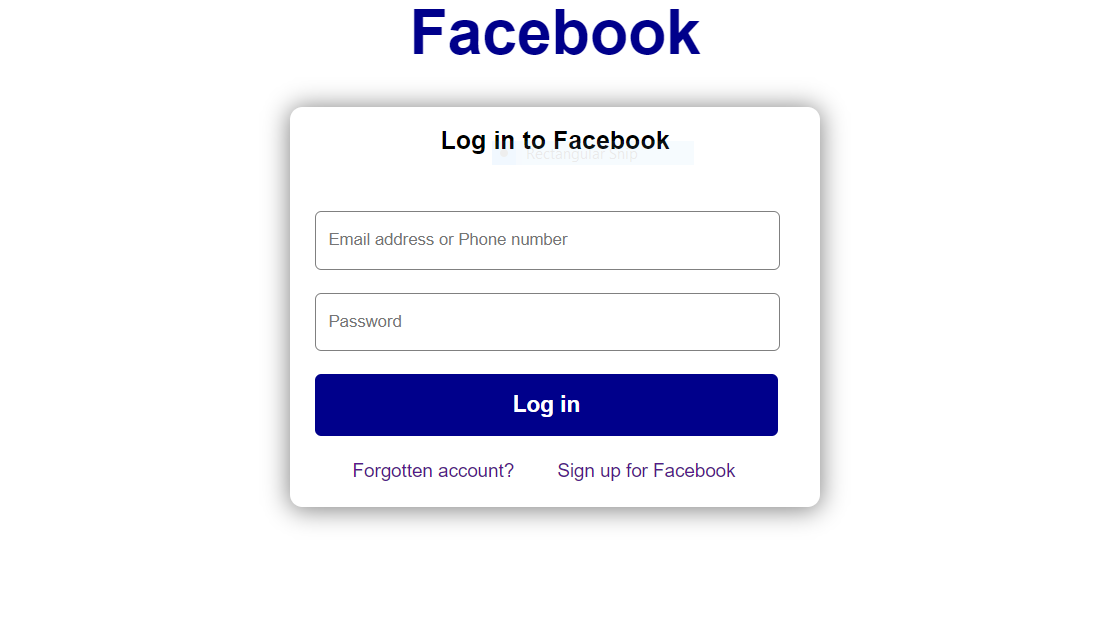 Facebook
Log in to Facebook
Rectangular Snip
Email address or Phone number
Password
Log in
Forgotten account? Sign up for Facebook